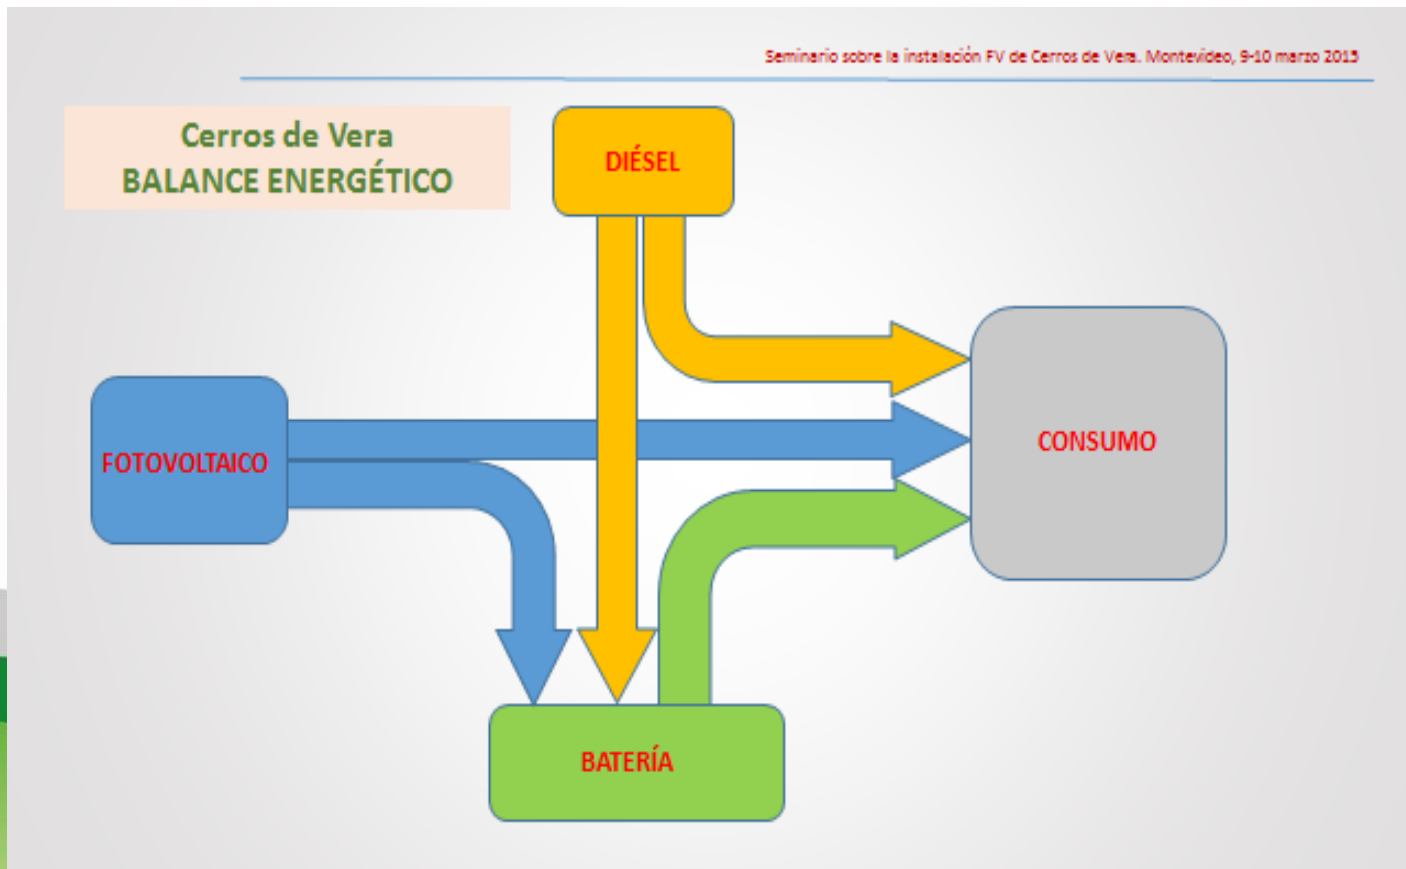 Seminario sobre la instalación FV de Cerros de Vera. Montevideo, 9-10 marzo 2015
Cerros de Vera
BALANCE ENERGÉTICO
DIÉSEL
FOTOVOLTAICO
CONSUMO
BATERÍA